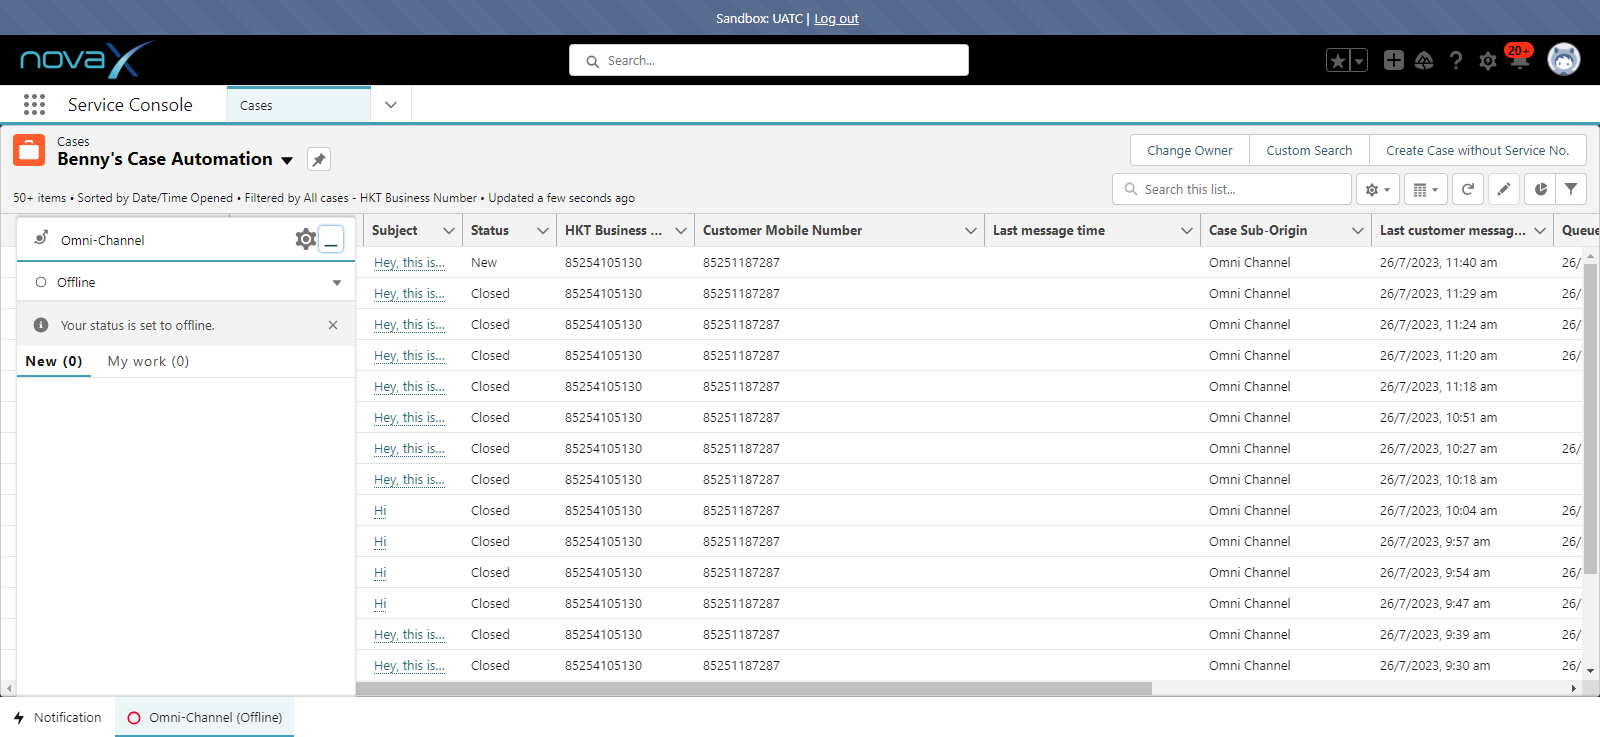 Sandbox: UATC | Log out
novaX
Search...
20+
Service Console
Cases
Cases
Benny's Case Automation
Change Owner
Custom Search
Create Case without Service No.
50+ items • Sorted by Date/Time Opened • Filtered by All cases - HKT Business Number • Updated a few seconds ago
Search this list...
Omni-Channel
Offline
Your status is set to offline.
New (0) My work (0)
Subject Status HKT Business ... Customer Mobile Number Last message time Case Sub-Origin Last customer messag... Queue
Hey, this is... New 85254105130 85251187287 Omni Channel 26/7/2023, 11:40 am 26/
Hey, this is... Closed 85254105130 85251187287 Omni Channel 26/7/2023, 11:29 am 26/
Hey, this is... Closed 85254105130 85251187287 Omni Channel 26/7/2023, 11:24 am 26/
Hey, this is... Closed 85254105130 85251187287 Omni Channel 26/7/2023, 11:20 am 26/
Hey, this is... Closed 85254105130 85251187287 Omni Channel 26/7/2023, 11:18 am
Hey, this is... Closed 85254105130 85251187287 Omni Channel 26/7/2023, 10:51 am
Hey, this is... Closed 85254105130 85251187287 Omni Channel 26/7/2023, 10:27 am 26/
Hey, this is... Closed 85254105130 85251187287 Omni Channel 26/7/2023, 10:18 am
Hi Closed 85254105130 85251187287 Omni Channel 26/7/2023, 10:04 am 26/
Hi Closed 85254105130 85251187287 Omni Channel 26/7/2023, 9:57 am 26/
Hi Closed 85254105130 85251187287 Omni Channel 26/7/2023, 9:54 am 26/
Hi Closed 85254105130 85251187287 Omni Channel 26/7/2023, 9:47 am 26/
Hey, this is... Closed 85254105130 85251187287 Omni Channel 26/7/2023, 9:39 am 26/
Hey, this is... Closed 85254105130 85251187287 Omni Channel 26/7/2023, 9:30 am 26/
Notification
Omni-Channel (Offline)